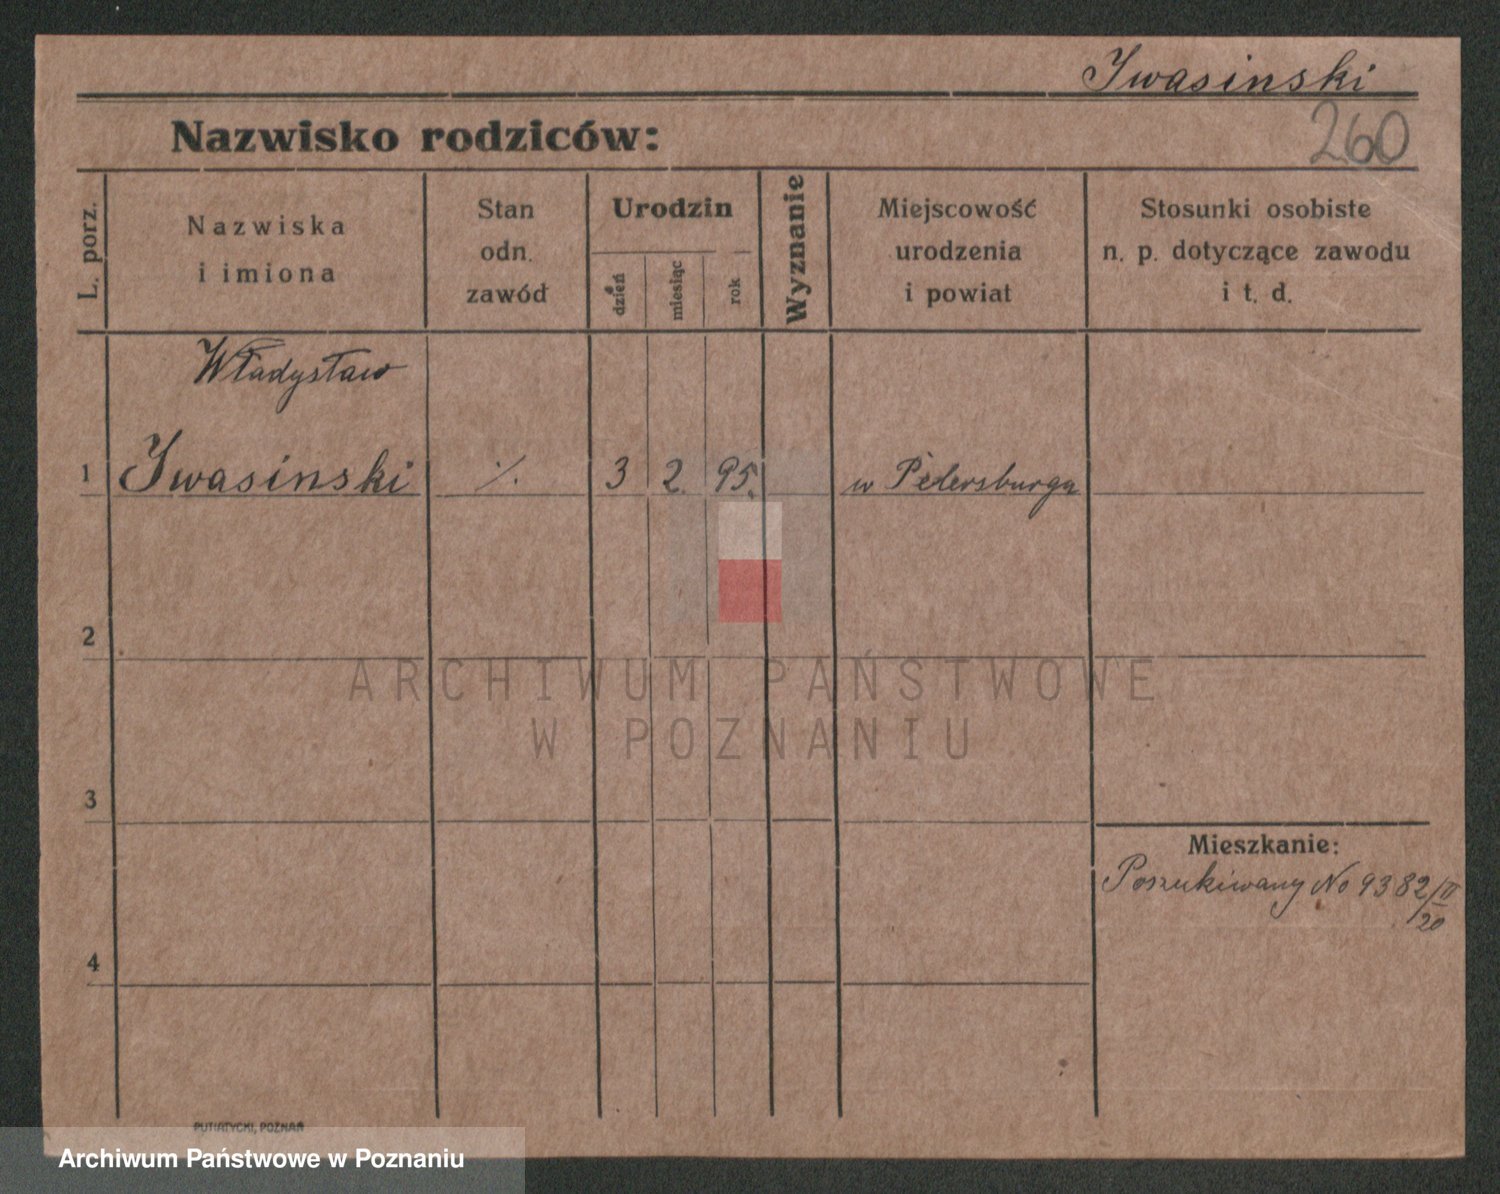 Iwasinski
Nazwisko rodziców:
260
L. porz.
Nazwiska
i imiona
Stan
odn.
zawód
Urodzin
dzień
miesiąc
rok
Wyznanie
Miejscowość
urodzenia
i powiat
Stosunki osobiste
n. p. dotyczące zawodu
i t. d.
Władysław
1 Iwasinski ·/. 3 2. 95. w Petersburgu
2
ARCHIWUM PAŃSTWOWE
W POZNANIU
3
Mieszkanie:
Poszukiwany No 9382/II
/20
4
PUTIATYCKI, POZNAŃ
Archiwum Państwowe w Poznaniu